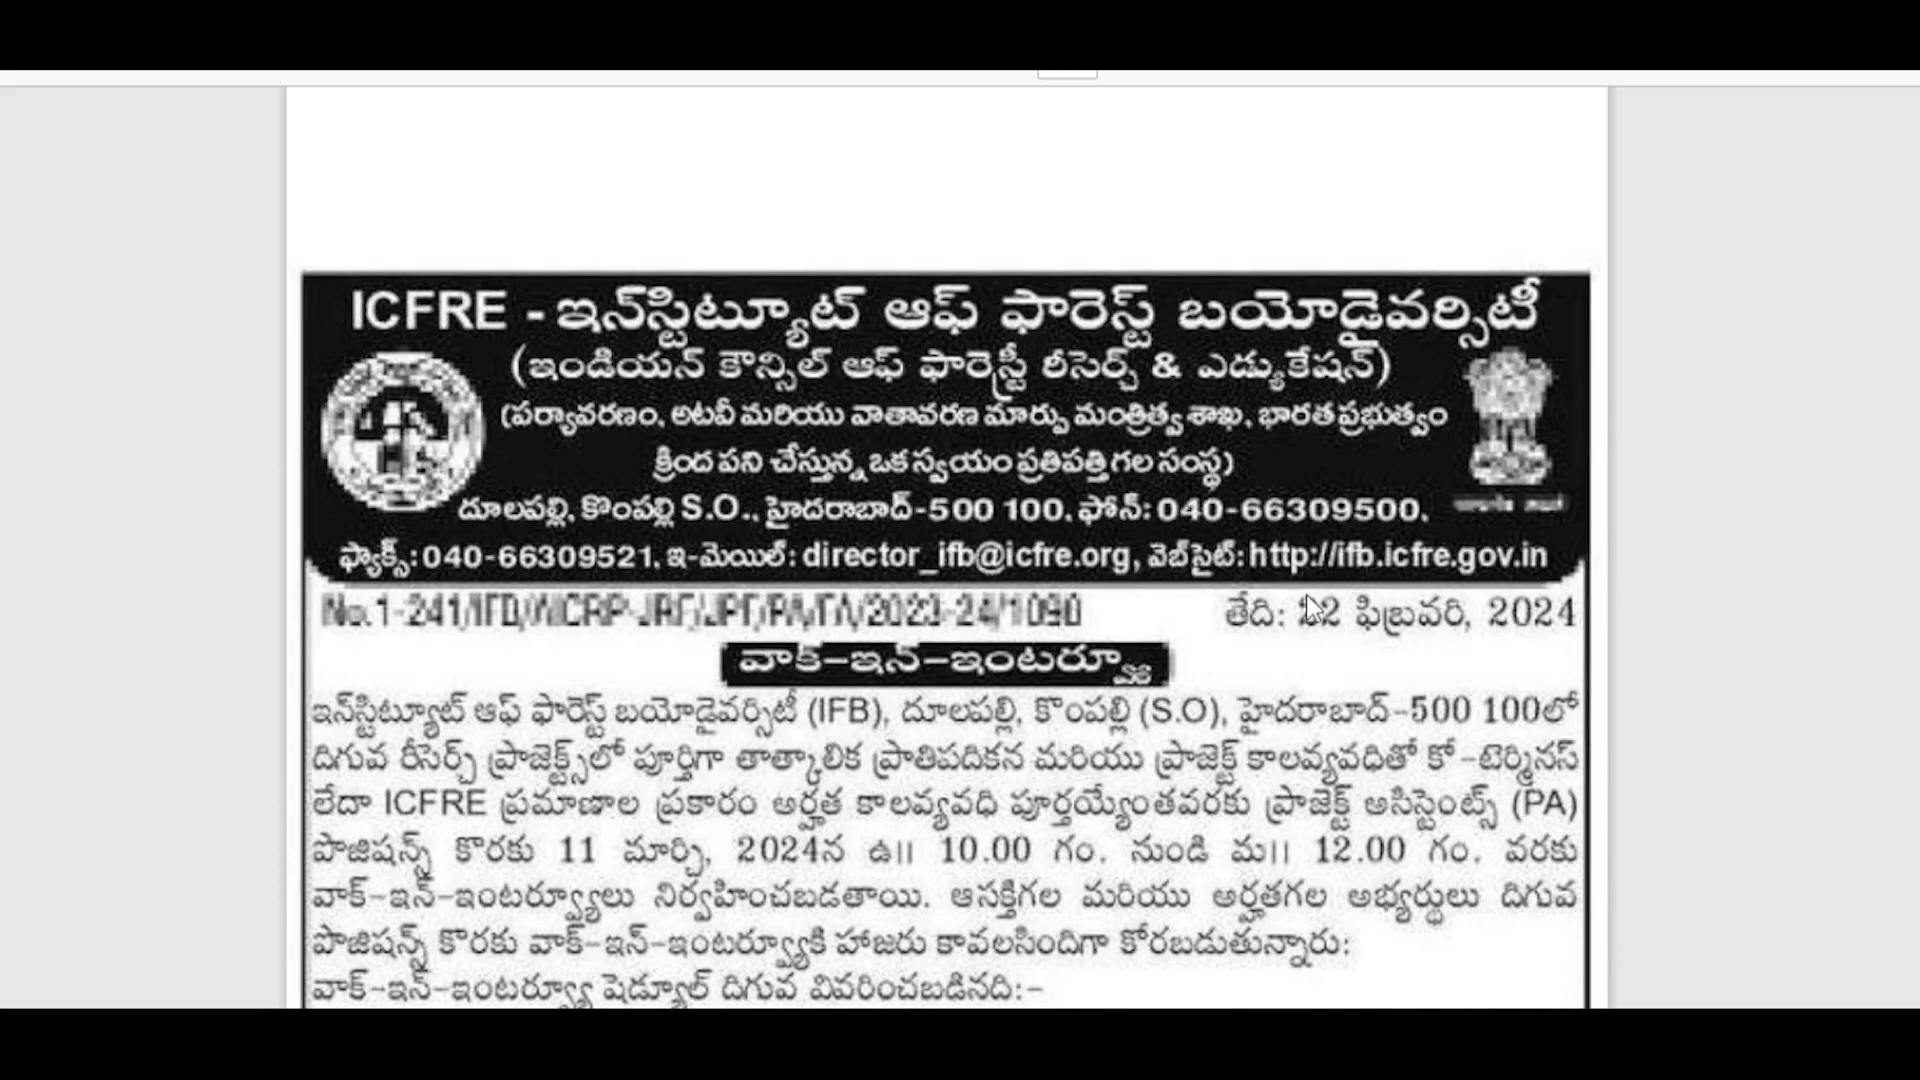 ICFRE - ఇన్‌స్టిట్యూట్ ఆఫ్ ఫారెస్ట్ బయోడైవర్సిటీ
(ఇండియన్ కౌన్సిల్ ఆఫ్ ఫారెస్ట్రీ రీసెర్చ్ & ఎడ్యుకేషన్)
(పర్యావరణం, అటవీ మరియు వాతావరణ మార్పు మంత్రిత్వ శాఖ, భారత ప్రభుత్వం
క్రింద పని చేస్తున్న ఒక స్వయం ప్రతిపత్తి గల సంస్థ)
దూలపల్లి, కొంపల్లి S.O., హైదరాబాద్-500 100. ఫోన్: 040-66309500.
ఫ్యాక్స్: 040-66309521, ఇ-మెయిల్: director_ifb@icfre.org, వెబ్‌సైట్: http://ifb.icfre.gov.in
తేది: 22 ఫిబ్రవరి, 2024
వాక్-ఇన్-ఇంటర్వ్యూ
ఇన్‌స్టిట్యూట్ ఆఫ్ ఫారెస్ట్ బయోడైవర్సిటీ (IFB), దూలపల్లి, కొంపల్లి (S.O), హైదరాబాద్-500 100లో
దిగువ రీసెర్చ్ ప్రాజెక్ట్స్‌లో పూర్తిగా తాత్కాలిక ప్రాతిపదికన మరియు ప్రాజెక్ట్ కాలవ్యవధితో కో-టెర్మినస్
లేదా ICFRE ప్రమాణాల ప్రకారం అర్హత కాలవ్యవధి పూర్తయ్యేంతవరకు ప్రాజెక్ట్ అసిస్టెంట్స్ (PA)
పొజిషన్స్ కొరకు 11 మార్చి, 2024న ఉ॥ 10.00 గం. నుండి మ॥ 12.00 గం. వరకు
వాక్-ఇన్-ఇంటర్వ్యూలు నిర్వహించబడతాయి. ఆసక్తిగల మరియు అర్హతగల అభ్యర్థులు దిగువ
పొజిషన్స్ కొరకు వాక్-ఇన్-ఇంటర్వ్యూకి హాజరు కావలసిందిగా కోరబడుతున్నారు:
వాక్-ఇన్-ఇంటర్వ్యూ షెడ్యూల్ దిగువ వివరించబడినది:-